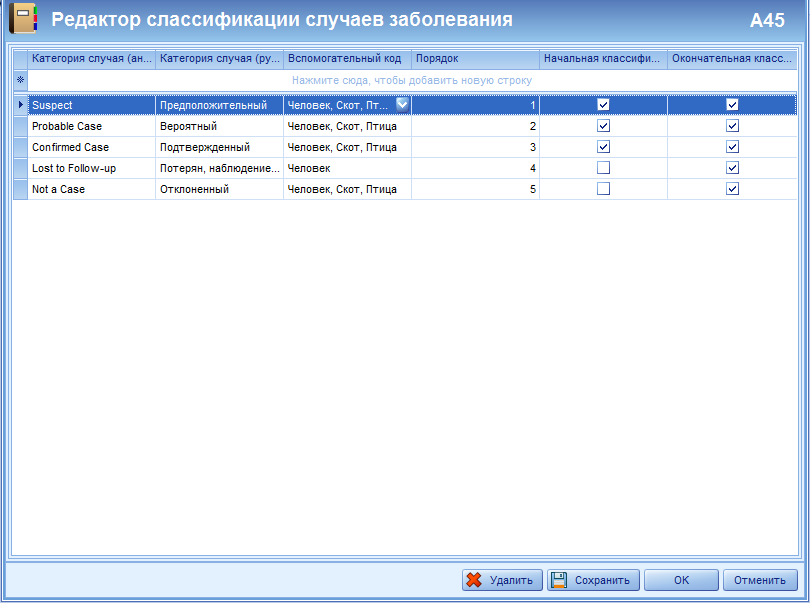 Редактор классификации случаев заболевания A45
Категория случая (ан... Категория случая (ру... Вспомогательный код Порядок Начальная классифи... Окончательная класс...
Нажмите сюда, чтобы добавить новую строку
Suspect Предположительный Человек, Скот, Пт... 1
Probable Case Вероятный Человек, Скот, Птица 2
Confirmed Case Подтвержденный Человек, Скот, Птица 3
Lost to Follow-up Потерян, наблюдение... Человек 4
Not a Case Отклоненный Человек, Скот, Птица 5
Удалить Сохранить OK Отменить